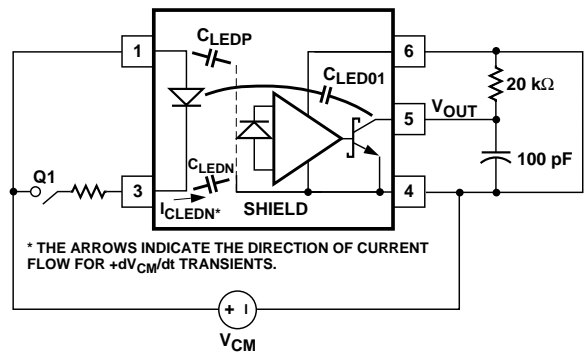 CLEDP
1
6
CLED01
20 kΩ
VOUT
5
CLEDN
100 pF
Q1
3
4
ICLEDN*
SHIELD
* THE ARROWS INDICATE THE DIRECTION OF CURRENT
FLOW FOR +dVCM/dt TRANSIENTS.
+ –
VCM